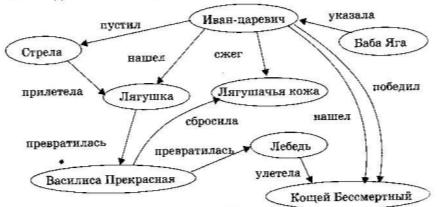 Иван-царевич
указала
пустил
Баба Яга
Стрела
нашел
сжег
прилетела
Лягушка
Лягушачья кожа
победил
сбросила
нашел
превратилась
превратилась
Лебедь
Василиса Прекрасная
улетела
Кощей Бессмертный